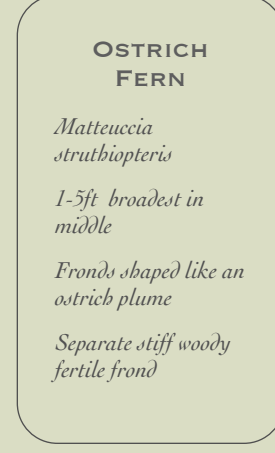 OSTRICH
FERN
Matteuccia
struthiopteris
1-5ft broadest in
middle
Fronds shaped like an
ostrich plume
Separate stiff woody
fertile frond